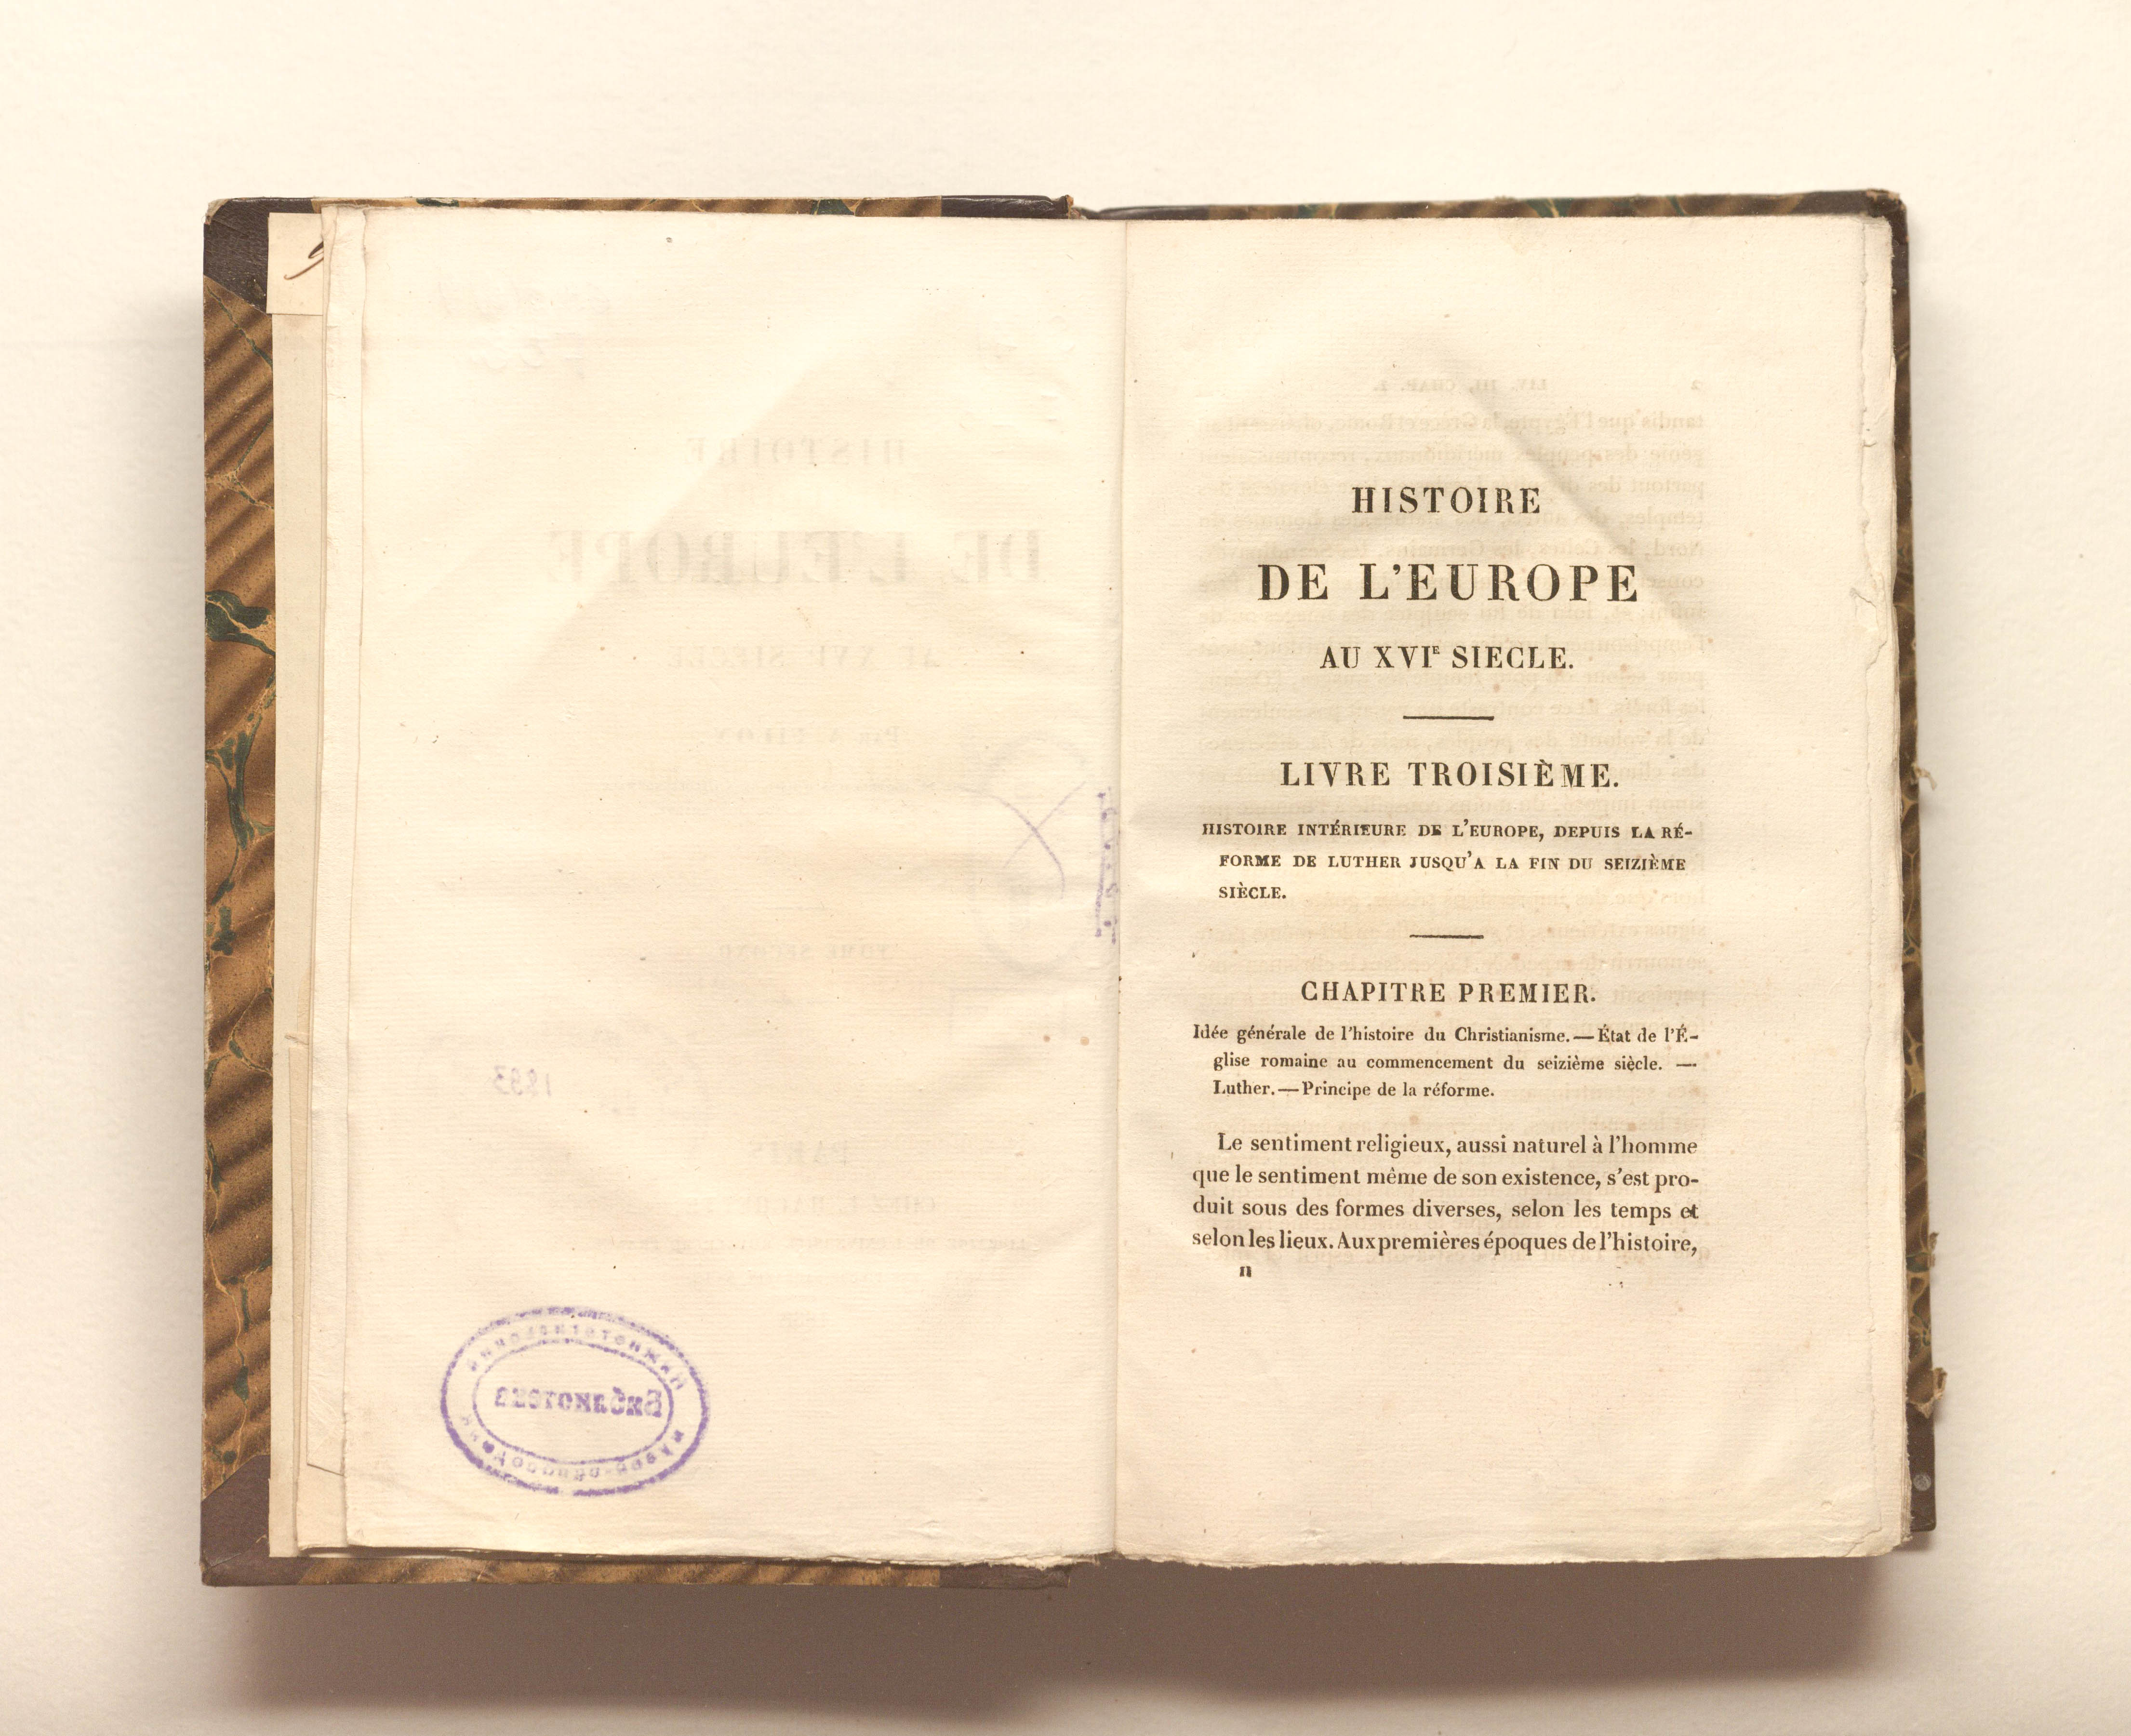 HISTOIRE
DE L'EUROPE
AU XVIE SIECLE.
LIVRE TROISIÈME.
HISTOIRE INTÉRIEURE DE L'EUROPE, DEPUIS LA RÉ-
FORME DE LUTHER JUSQU'A LA FIN DU SEIZIÈME
SIÈCLE.
CHAPITRE PREMIER.
Idée générale de l'histoire du Christianisme. — État de l'É-
glise romaine au commencement du seizième siècle. —
Luther. — Principe de la réforme.
Le sentiment religieux, aussi naturel à l'homme
que le sentiment même de son existence, s'est pro-
duit sous des formes diverses, selon les temps et
selon les lieux. Aux premières époques de l'histoire,
II